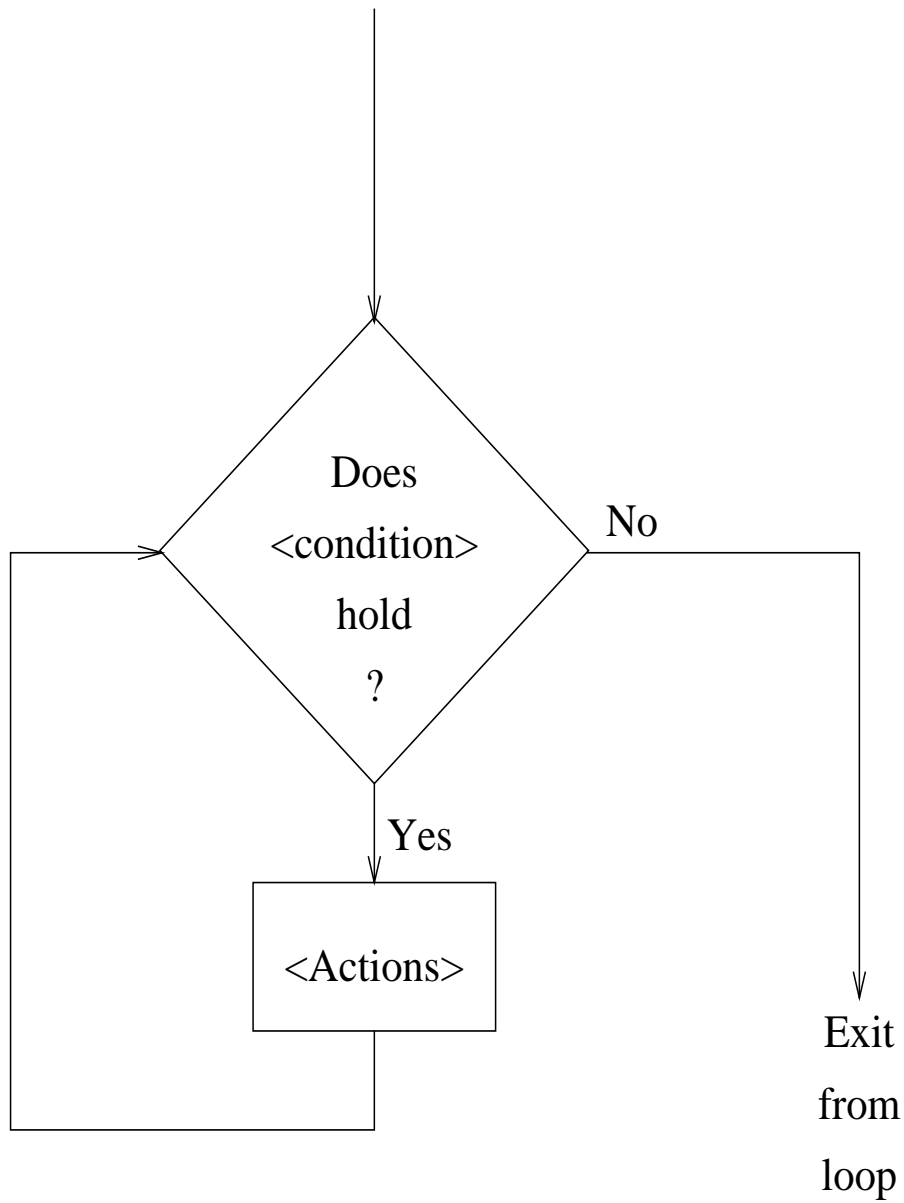 Does
<condition>
hold
?
No
Yes
<Actions>
Exit
from
loop